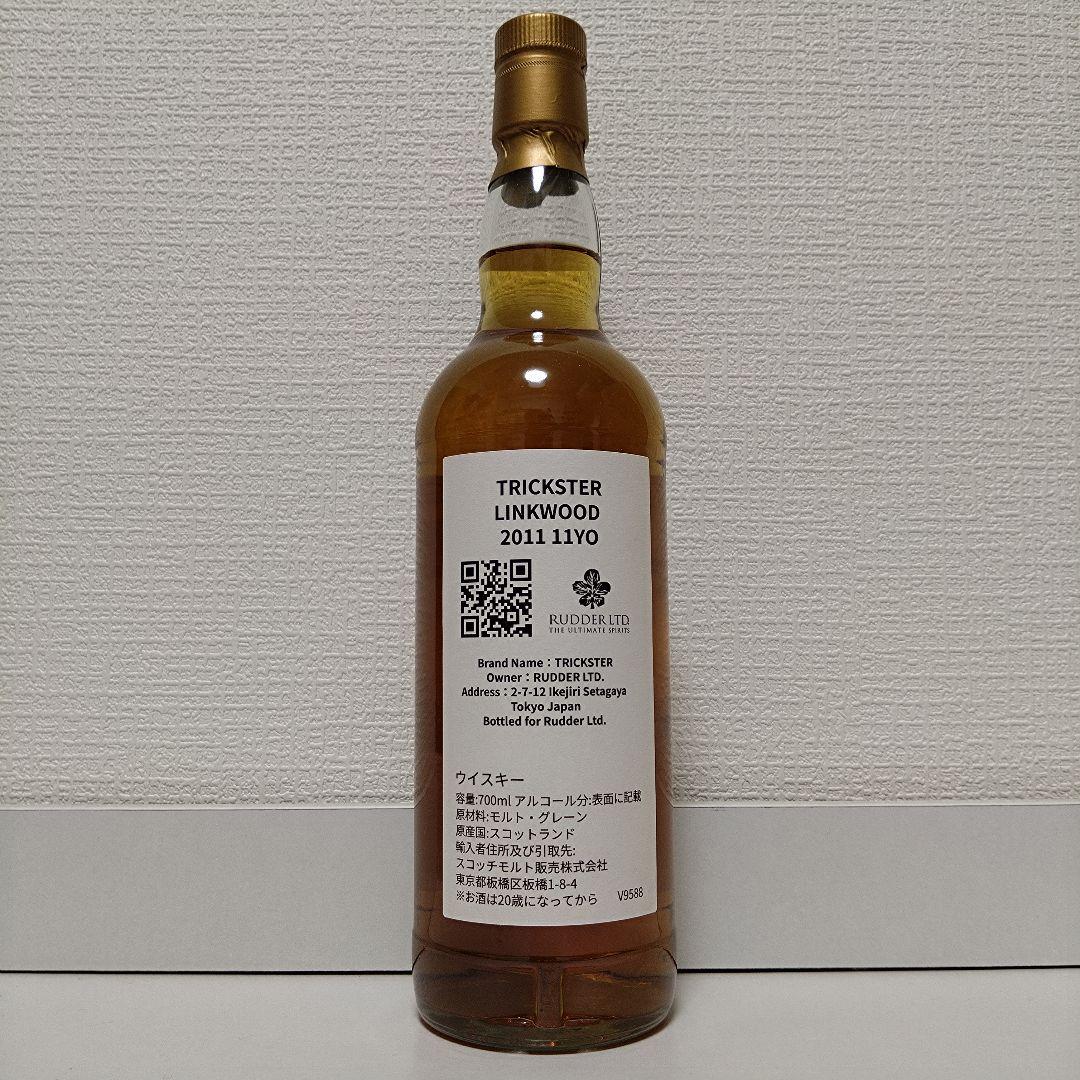 TRICKSTER
LINKWOOD
2011 11YO
RUDDER LTD.
THE ULTIMATE SPIRITS
Brand Name：TRICKSTER
Owner：RUDDER LTD.
Address：2-7-12 Ikejiri Setagaya
Tokyo Japan
Bottled for Rudder Ltd.
ウイスキー
容量:700ml アルコール分:表面に記載
原材料:モルト・グレーン
原産国:スコットランド
輸入者住所及び引取先:
スコッチモルト販売株式会社
東京都板橋区板橋1-8-4
※お酒は20歳になってから V9588